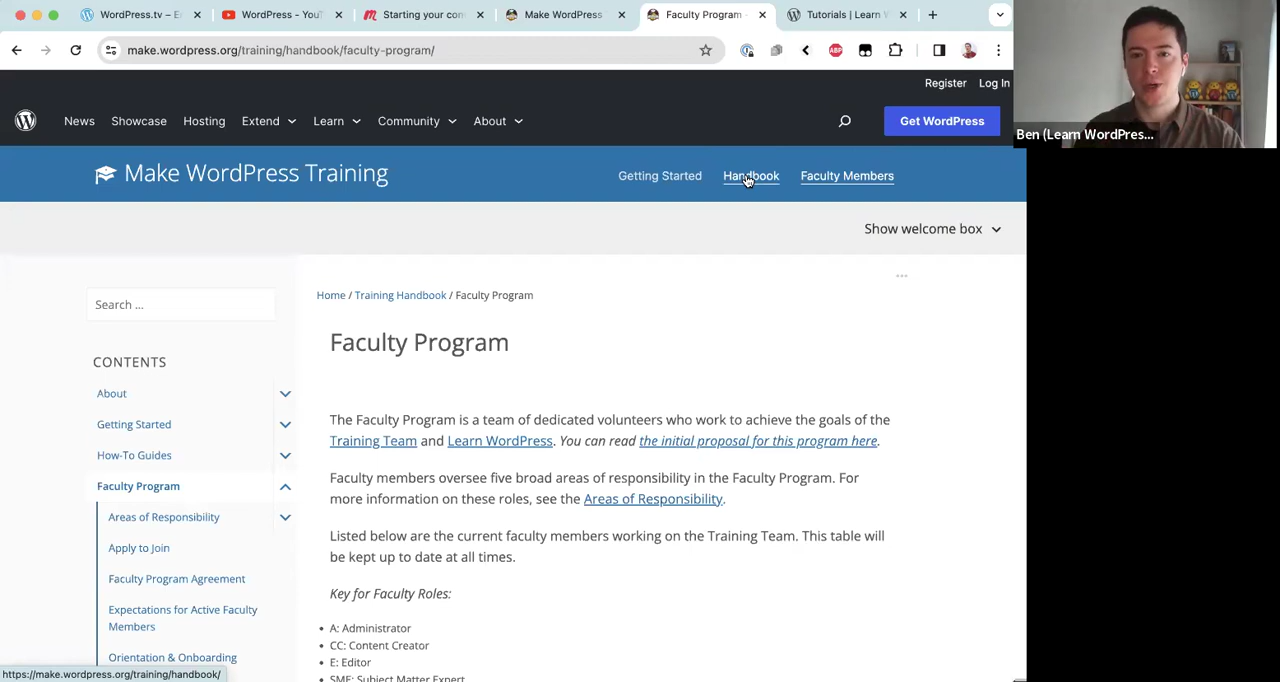 WordPress.tv – E
WordPress - YouT
Starting your con
Make WordPress
Faculty Program -
Tutorials | Learn W
make.wordpress.org/training/handbook/faculty-program/
ABP
Register Log In
News Showcase Hosting Extend Learn Community About
Get WordPress
Ben (Learn WordPres...
Make WordPress Training
Getting Started Handbook Faculty Members
Show welcome box
Search ...
Home / Training Handbook / Faculty Program
Faculty Program
CONTENTS
About
Getting Started
How-To Guides
Faculty Program
Areas of Responsibility
Apply to Join
Faculty Program Agreement
Expectations for Active Faculty
Members
Orientation & Onboarding
The Faculty Program is a team of dedicated volunteers who work to achieve the goals of the
Training Team and Learn WordPress. You can read the initial proposal for this program here.
Faculty members oversee five broad areas of responsibility in the Faculty Program. For
more information on these roles, see the Areas of Responsibility.
Listed below are the current faculty members working on the Training Team. This table will
be kept up to date at all times.
Key for Faculty Roles:
A: Administrator
CC: Content Creator
E: Editor
SME: Subject Matter Expert
https://make.wordpress.org/training/handbook/